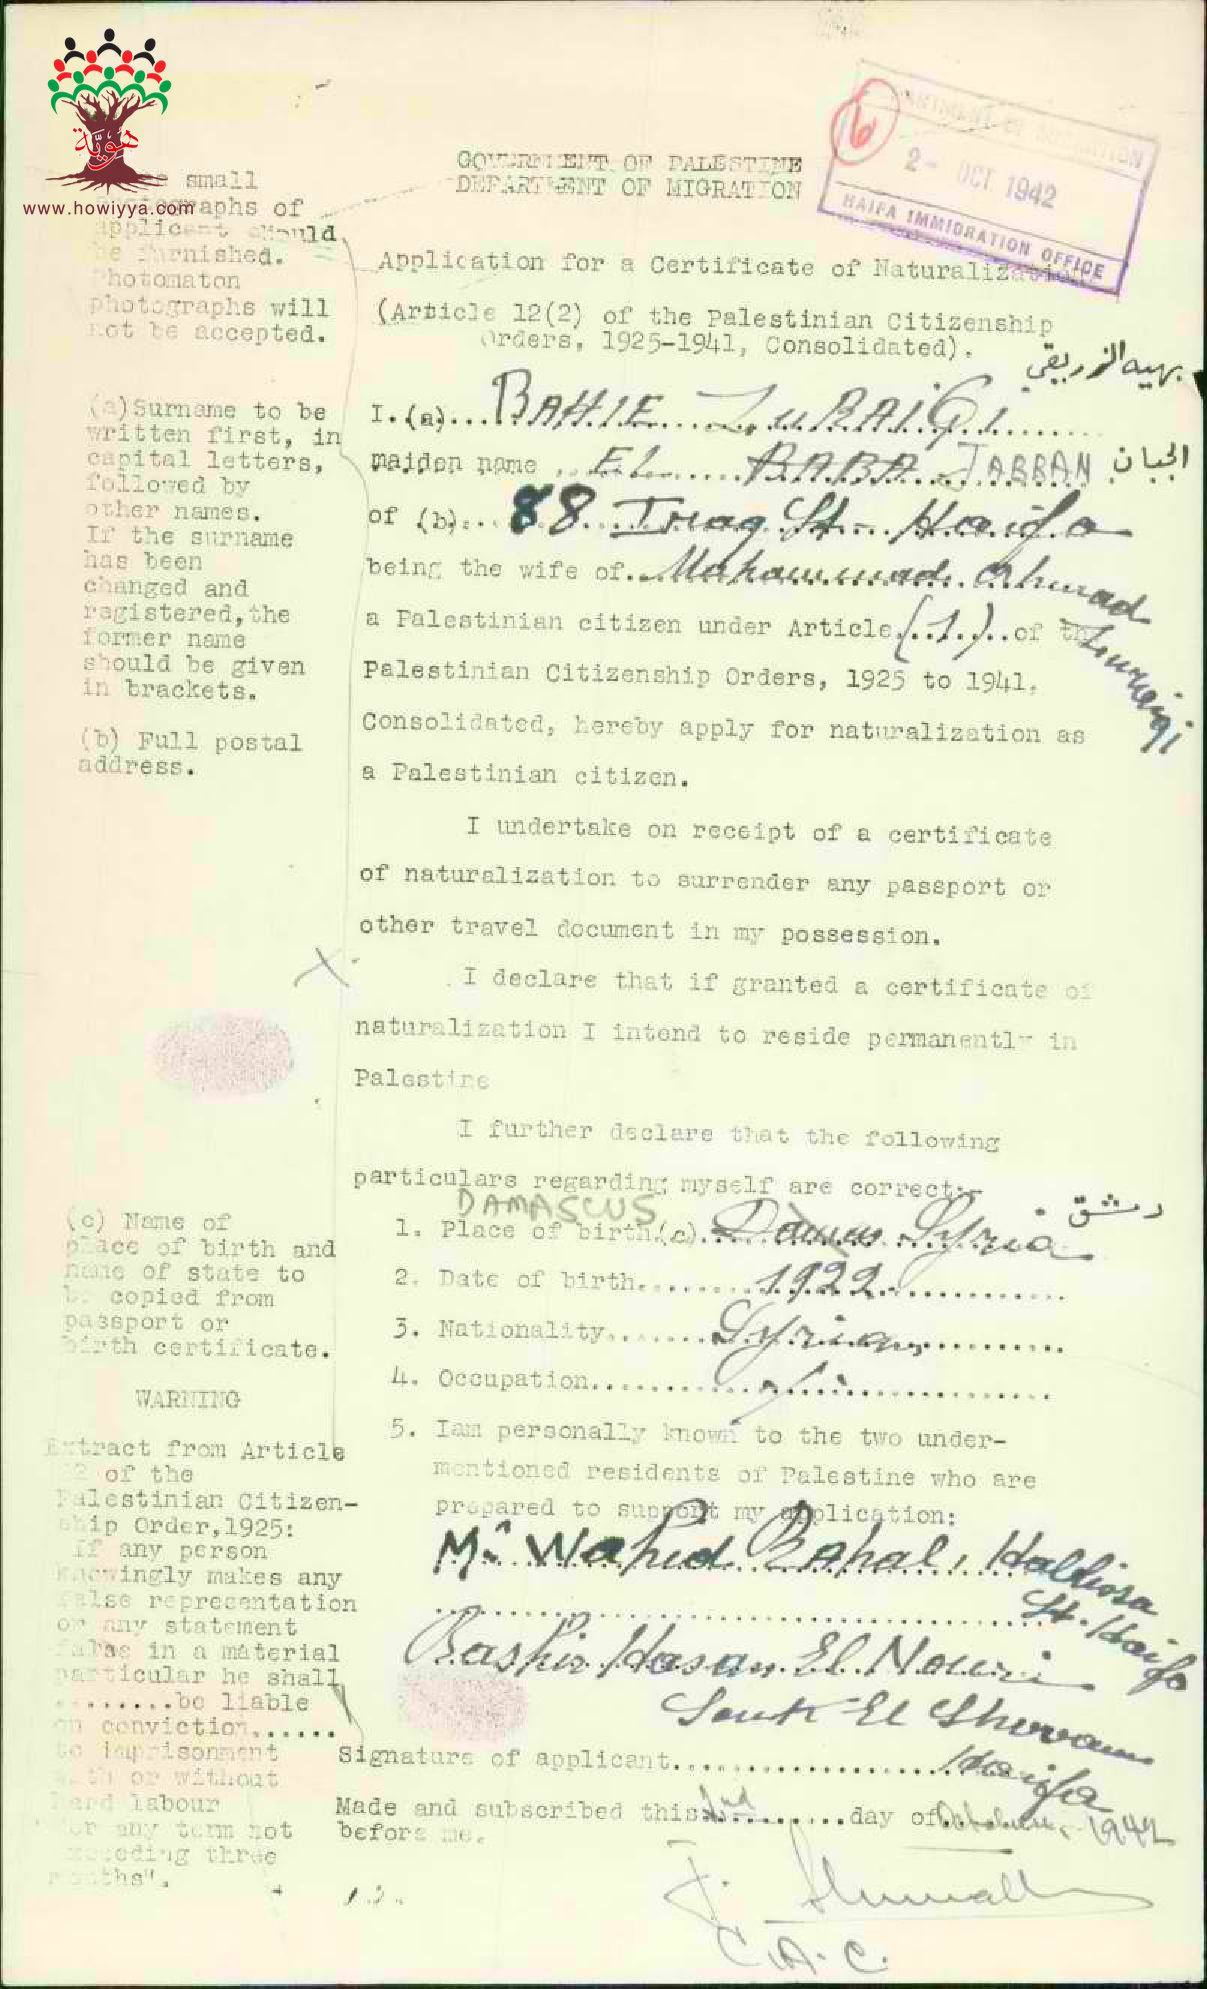 هوية
www.howiyya.com
6
DEPARTMENT OF MIGRATION
2 - OCT 1942
HAIFA IMMIGRATION OFFICE
GOVERNMENT OF PALESTINE
DEPARTMENT OF MIGRATION
small
photographs of
applicant should
be furnished.
Photomaton
photographs will
not be accepted.
Application for a Certificate of Naturalization
(Article 12(2) of the Palestinian Citizenship
Orders, 1925-1941, Consolidated).
بهيه الزريقي
(a) Surname to be
written first, in
capital letters,
followed by
other names.
If the surname
has been
changed and
registered, the
former name
should be given
in brackets.
(b) Full postal
address.
I.(a)... BAHIE ZuRAIGI
maiden name .. EL BABA JABBAN الجبان
of (b)... 88 Iraq St. Haifa
being the wife of.. Mohammad Ahmad Zureigi
a Palestinian citizen under Article.(.1.)..of the
Palestinian Citizenship Orders, 1925 to 1941,
Consolidated, hereby apply for naturalization as
a Palestinian citizen.
I undertake on receipt of a certificate
of naturalization to surrender any passport or
other travel document in my possession.
X
I declare that if granted a certificate of
naturalization I intend to reside permanently in
Palestine
I further declare that the following
particulars regarding myself are correct:-
(c) Name of
place of birth and
name of state to
be copied from
passport or
birth certificate.
DAMASCUS
1. Place of birth.(c).. Syria دمشق
2. Date of birth....... 1922
3. Nationality....... Syrian
4. Occupation.......
5. Iam personally known to the two under-
mentioned residents of Palestine who are
prepared to support my application:
WARNING
Extract from Article
22 of the
Palestinian Citizen-
ship Order, 1925:
If any person
knowingly makes any
false representation
or any statement
false in a material
particular he shall
........be liable
on conviction......
to imprisonment
with or without
hard labour
for any term not
exceeding three
months".
Mr. Wahid Bahal,
St. Haifa
Bashir Hasan El Nouri
Souk El Shawam
Haifa
Signature of applicant....................
Made and subscribed this 2nd ........day of October, 1942
before me.
C.A.C.